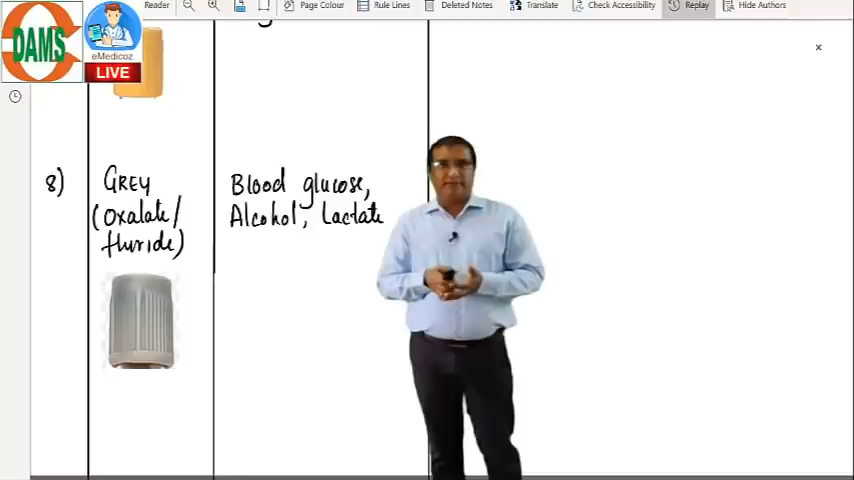 Reader
Page Colour
Rule Lines
Deleted Notes
Translate
Check Accessibility
Replay
Hide Authors
DAMS
eMedicoz
LIVE
8)
GREY
(Oxalate/
fluride)
Blood glucose,
Alcohol, Lactate